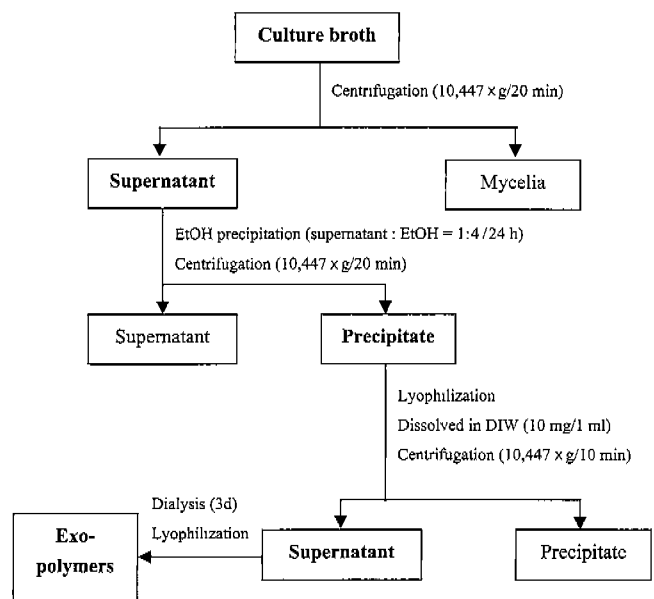 Culture broth
Centrifugation (10,447 × g/20 min)
Supernatant
Mycelia
EtOH precipitation (supernatant : EtOH = 1:4 /24 h)
Centrifugation (10,447 × g/20 min)
Supernatant
Precipitate
Lyophilization
Dissolved in DIW (10 mg/1 ml)
Centrifugation (10,447 × g/10 min)
Dialysis (3d)
Lyophilization
Exo-
polymers
Supernatant
Precipitate